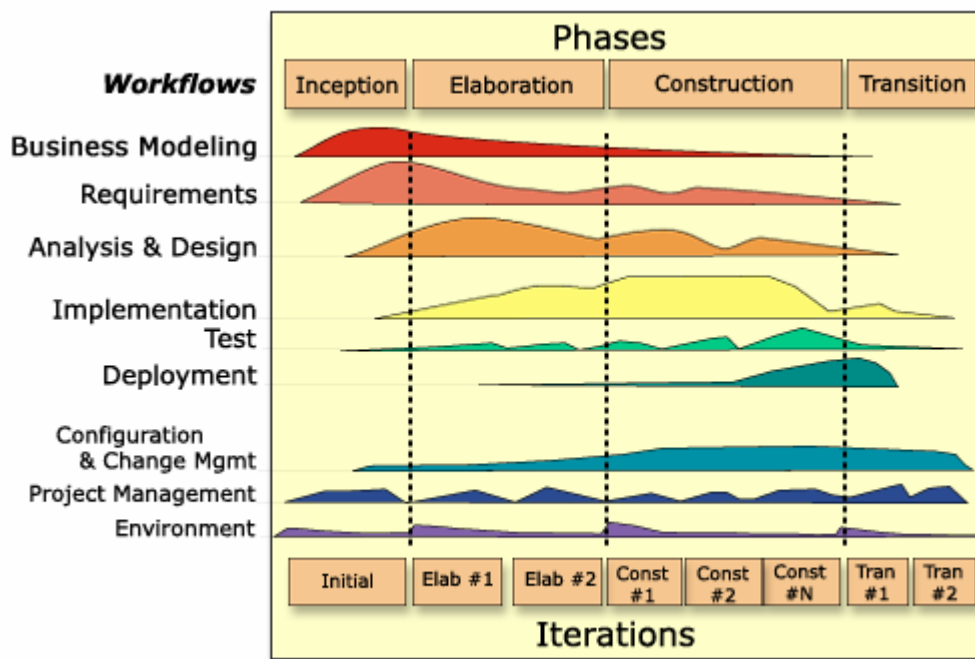 Phases
Workflows
Inception
Elaboration
Construction
Transition
Business Modeling
Requirements
Analysis & Design
Implementation
Test
Deployment
Configuration
& Change Mgmt
Project Management
Environment
Initial
Elab #1
Elab #2
Const
#1
Const
#2
Const
#N
Tran
#1
Tran
#2
Iterations